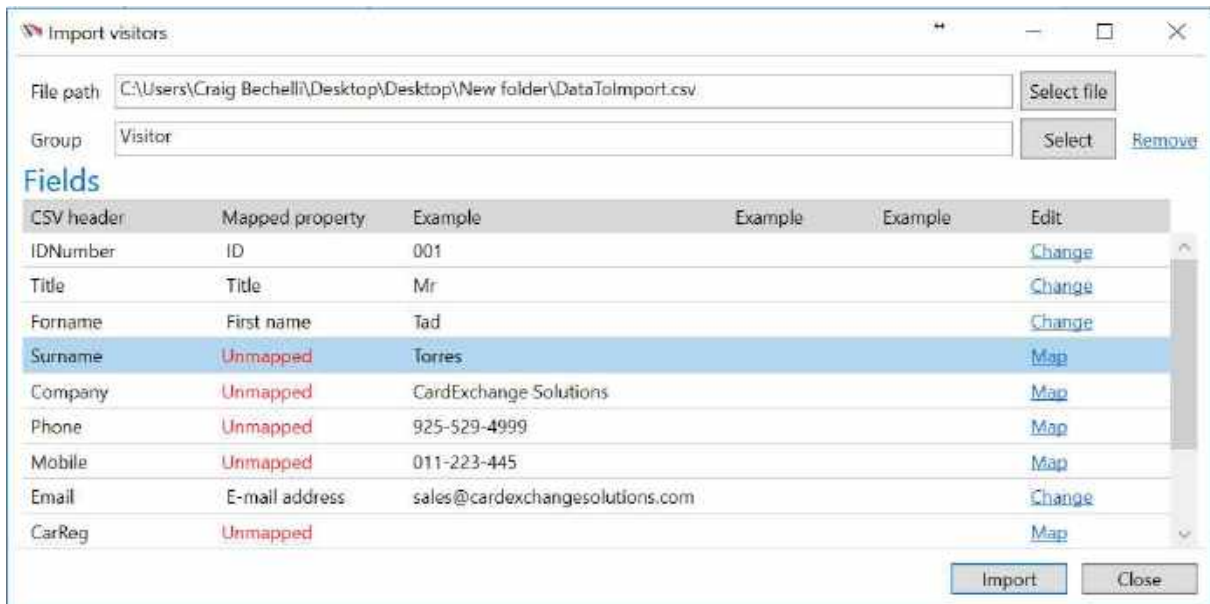 Import visitors
File path C:\Users\Craig Bechelli\Desktop\Desktop\New folder\DataToImport.csv Select file
Group Visitor Select Remove
Fields
CSV header Mapped property Example Example Example Edit
IDNumber ID 001 Change
Title Title Mr Change
Forname First name Tad Change
Surname Unmapped Torres Map
Company Unmapped CardExchange Solutions Map
Phone Unmapped 925-529-4999 Map
Mobile Unmapped 011-223-445 Map
Email E-mail address sales@cardexchangesolutions.com Change
CarReg Unmapped Map
Import Close